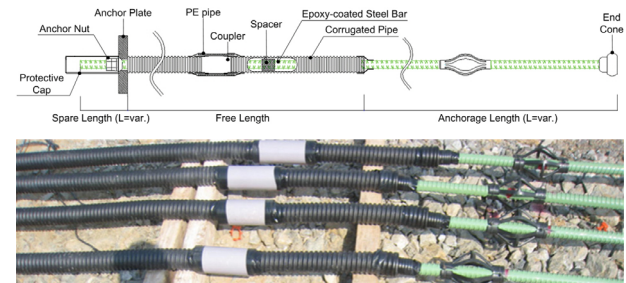 Anchor Plate
Anchor Nut
PE pipe
Coupler
Spacer
Epoxy-coated Steel Bar
Corrugated Pipe
End
Cone
Protective
Cap
Spare Length (L=var.)
Free Length
Anchorage Length (L=var.)